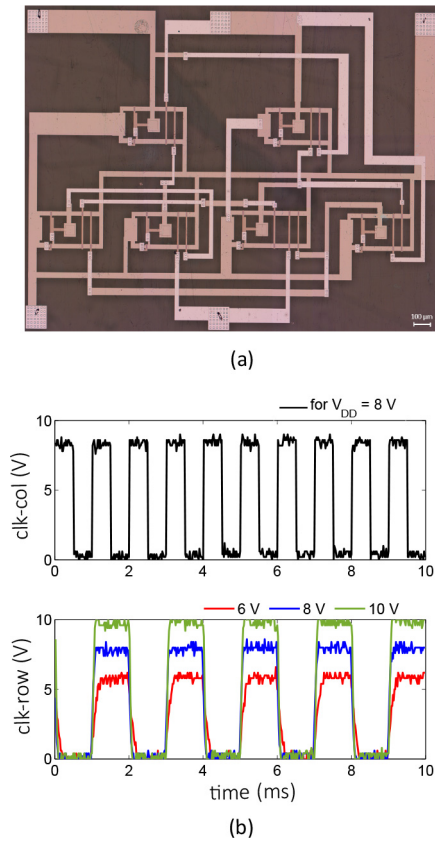 100 μm
(a)
for V_DD = 8 V
10
5
0
clk-col (V)
0 2 4 6 8 10
6 V 8 V 10 V
10
5
0
clk-row (V)
0 2 4 6 8 10
time (ms)
(b)